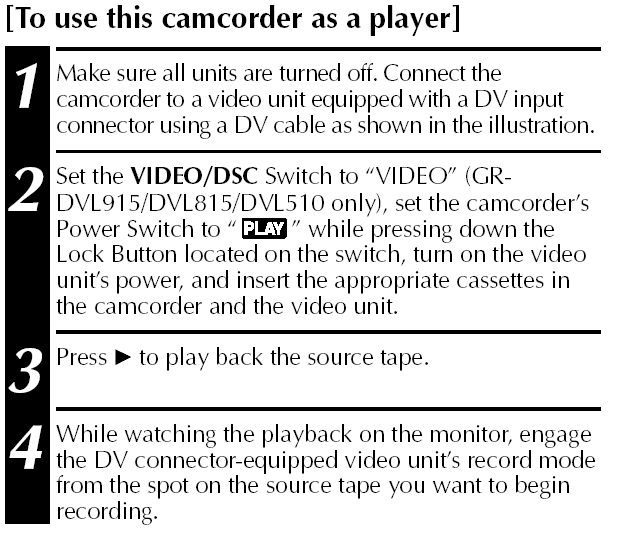 [To use this camcorder as a player]
1 Make sure all units are turned off. Connect the
camcorder to a video unit equipped with a DV input
connector using a DV cable as shown in the illustration.
2 Set the VIDEO/DSC Switch to “VIDEO” (GR-
DVL915/DVL815/DVL510 only), set the camcorder’s
Power Switch to “ PLAY ” while pressing down the
Lock Button located on the switch, turn on the video
unit’s power, and insert the appropriate cassettes in
the camcorder and the video unit.
3 Press ► to play back the source tape.
4 While watching the playback on the monitor, engage
the DV connector-equipped video unit’s record mode
from the spot on the source tape you want to begin
recording.